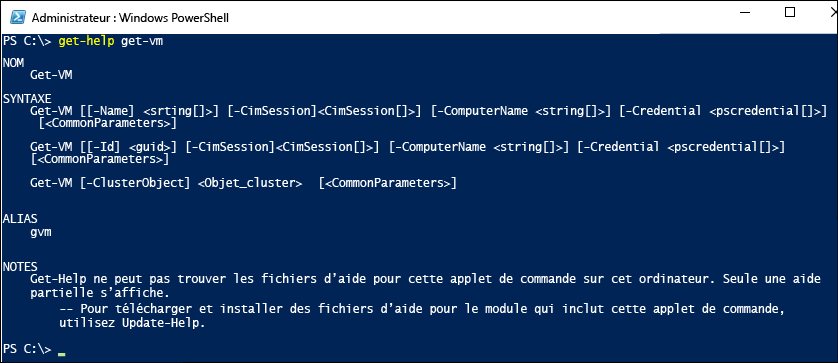 Administrateur : Windows PowerShell
PS C:\> get-help get-vm
NOM
Get-VM
SYNTAXE
Get-VM [[-Name] <srting[]>] [-CimSession]<CimSession[]>] [-ComputerName <string[]>] [-Credential <pscredential[]>]
[<CommonParameters>]
Get-VM [[-Id] <guid>] [-CimSession]<CimSession[]>] [-ComputerName <string[]>] [-Credential <pscredential[]>]
[<CommonParameters>]
Get-VM [-ClusterObject] <Objet_cluster> [<CommonParameters>]
ALIAS
gvm
NOTES
Get-Help ne peut pas trouver les fichiers d’aide pour cette applet de commande sur cet ordinateur. Seule une aide
partielle s’affiche.
-- Pour télécharger et installer des fichiers d’aide pour le module qui inclut cette applet de commande,
utilisez Update-Help.
PS C:\> _